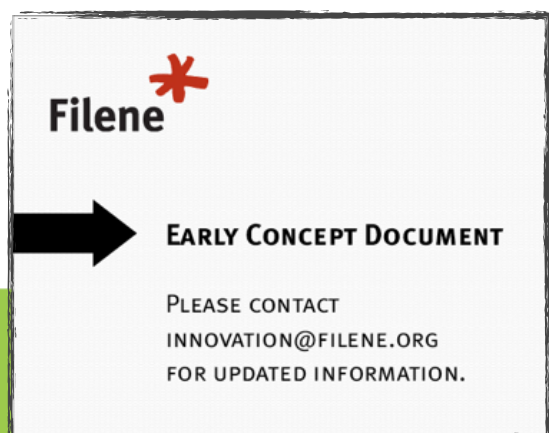 Filene
Early Concept Document
Please contact
innovation@filene.org
for updated information.